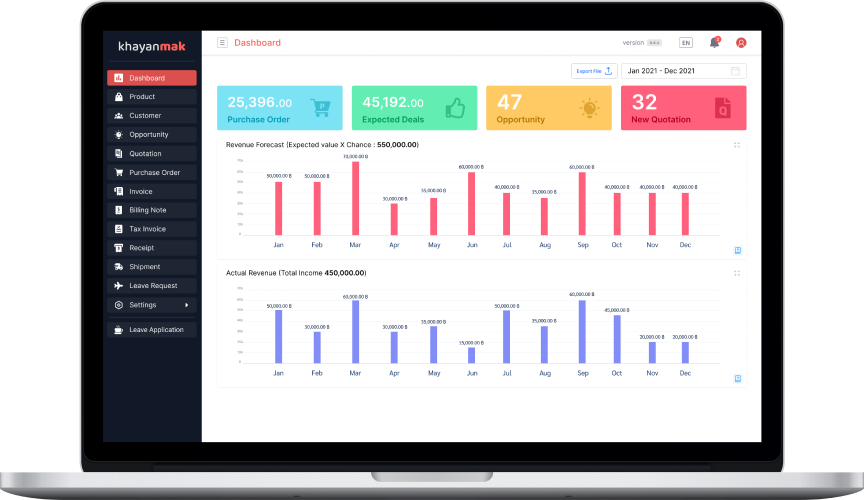 khayanmak
Dashboard
version
EN
Dashboard
Product
Customer
Opportunity
Quotation
Purchase Order
Invoice
Billing Note
Tax Invoice
Receipt
Shipment
Leave Request
Settings
Leave Application
Export File
Jan 2021 - Dec 2021
25,396.00
Purchase Order
45,192.00
Expected Deals
47
Opportunity
32
New Quotation
Revenue Forecast (Expected value X Chance : 550,000.00)
50,000.00 ฿ 50,000.00 ฿ 70,000.00 ฿ 30,000.00 ฿ 35,000.00 ฿ 60,000.00 ฿ 40,000.00 ฿ 35,000.00 ฿ 60,000.00 ฿ 40,000.00 ฿ 40,000.00 ฿ 40,000.00 ฿
Jan Feb Mar Apr May Jun Jul Aug Sep Oct Nov Dec
Actual Revenue (Total Income 450,000.00)
50,000.00 ฿ 30,000.00 ฿ 60,000.00 ฿ 30,000.00 ฿ 35,000.00 ฿ 15,000.00 ฿ 50,000.00 ฿ 35,000.00 ฿ 60,000.00 ฿ 45,000.00 ฿ 20,000.00 ฿ 20,000.00 ฿
Jan Feb Mar Apr May Jun Jul Aug Sep Oct Nov Dec